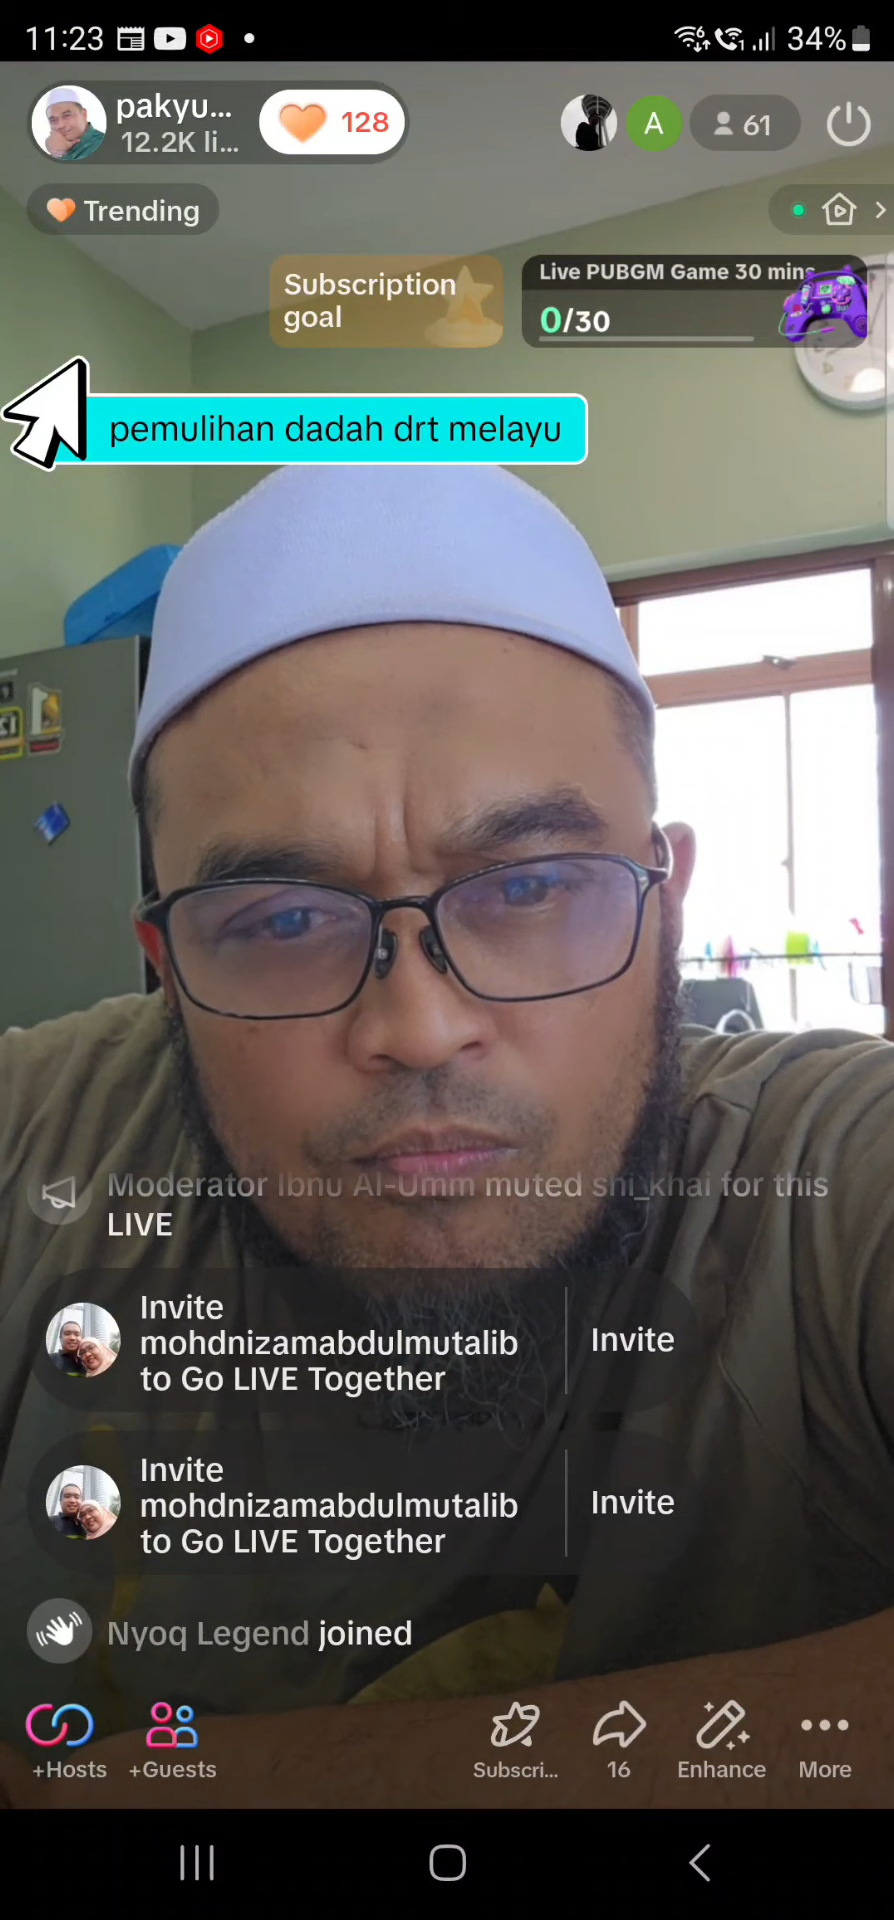 11:23
34%
pakyu...
12.2K li...
128
A
61
Trending
Subscription
goal
Live PUBGM Game 30 mins
0/30
pemulihan dadah drt melayu
Moderator Ibnu Al-Umm muted shi_khai for this
LIVE
Invite
mohdnizamabdulmutalib
to Go LIVE Together
Invite
Invite
mohdnizamabdulmutalib
to Go LIVE Together
Invite
Nyoq Legend joined
+Hosts
+Guests
Subscri...
16
Enhance
More